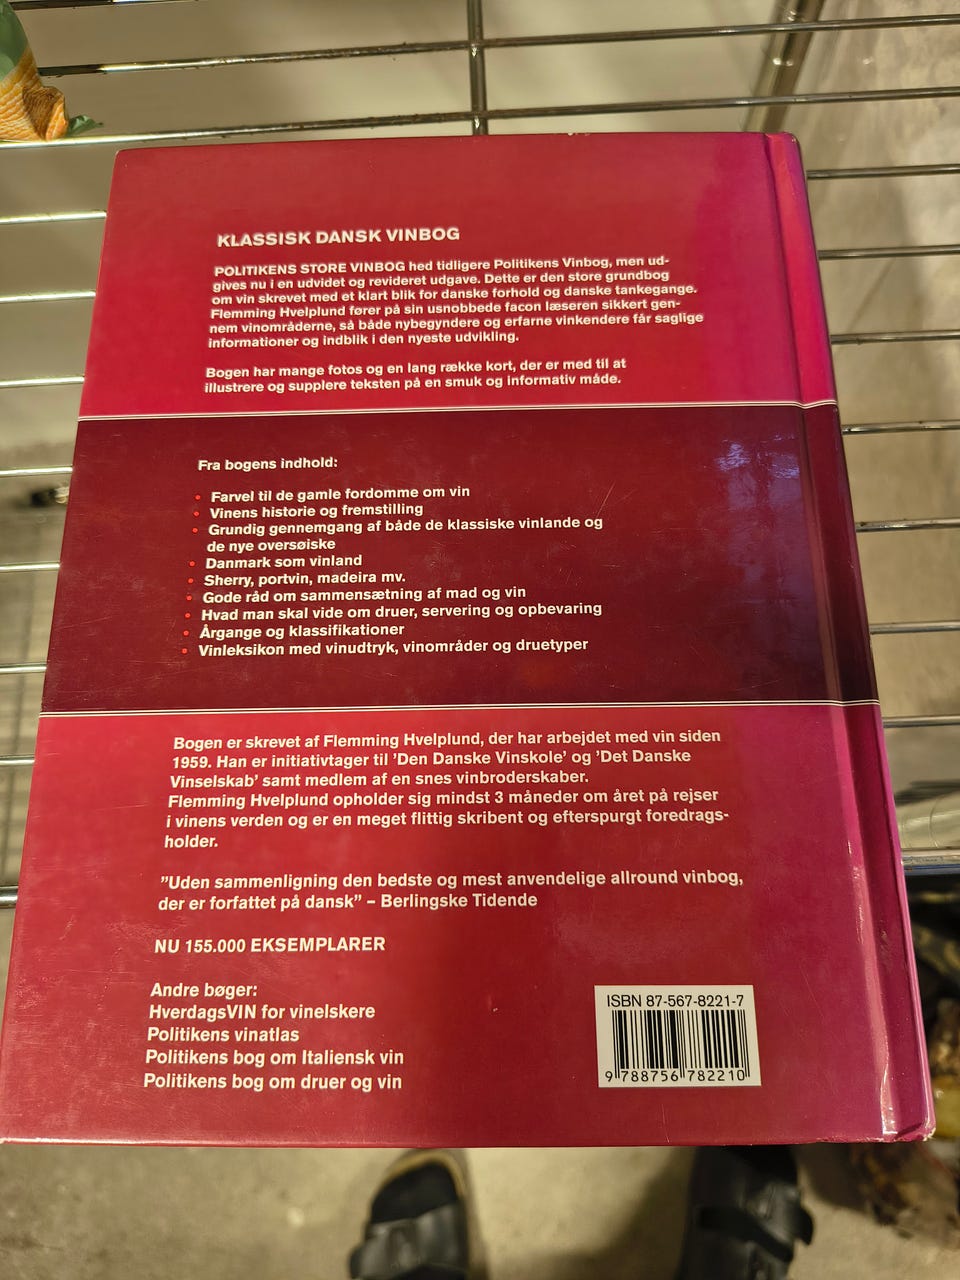 KLASSISK DANSK VINBOG
POLITIKENS STORE VINBOG hed tidligere Politikens Vinbog, men ud-
gives nu i en udvidet og revideret udgave. Dette er den store grundbog
om vin skrevet med et klart blik for danske forhold og danske tankegange.
Flemming Hvelplund fører på sin usnobbede facon læseren sikkert gen-
nem vinområderne, så både nybegyndere og erfarne vinkendere får saglige
informationer og indblik i den nyeste udvikling.
Bogen har mange fotos og en lang række kort, der er med til at
illustrere og supplere teksten på en smuk og informativ måde.
Fra bogens indhold:
• Farvel til de gamle fordomme om vin
• Vinens historie og fremstilling
• Grundig gennemgang af både de klassiske vinlande og
de nye oversøiske
• Danmark som vinland
• Sherry, portvin, madeira mv.
• Gode råd om sammensætning af mad og vin
• Hvad man skal vide om druer, servering og opbevaring
• Årgange og klassifikationer
• Vinleksikon med vinudtryk, vinområder og druetyper
Bogen er skrevet af Flemming Hvelplund, der har arbejdet med vin siden
1959. Han er initiativtager til 'Den Danske Vinskole' og 'Det Danske
Vinselskab' samt medlem af en snes vinbroderskaber.
Flemming Hvelplund opholder sig mindst 3 måneder om året på rejser
i vinens verden og er en meget flittig skribent og efterspurgt foredrags-
holder.
"Uden sammenligning den bedste og mest anvendelige allround vinbog,
der er forfattet på dansk" – Berlingske Tidende
NU 155.000 EKSEMPLARER
Andre bøger:
HverdagsVIN for vinelskere
Politikens vinatlas
Politikens bog om Italiensk vin
Politikens bog om druer og vin
ISBN 87-567-8221-7
9 788756 782210